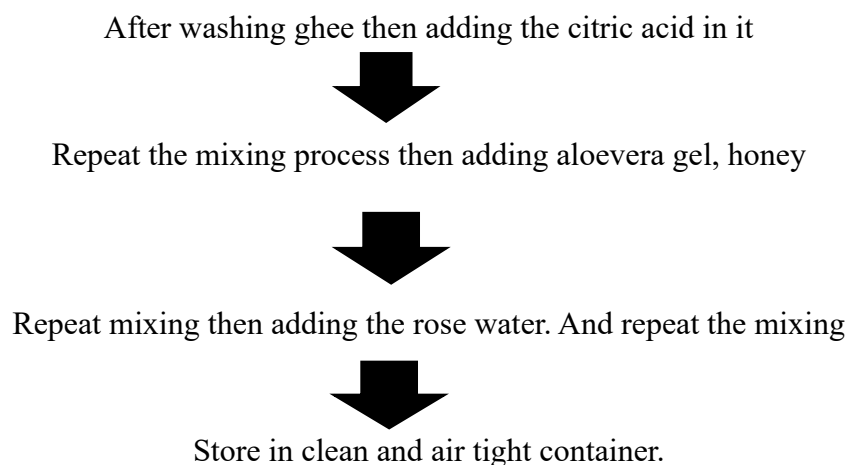 After washing ghee then adding the citric acid in it
Repeat the mixing process then adding aloevera gel, honey
Repeat mixing then adding the rose water. And repeat the mixing
Store in clean and air tight container.